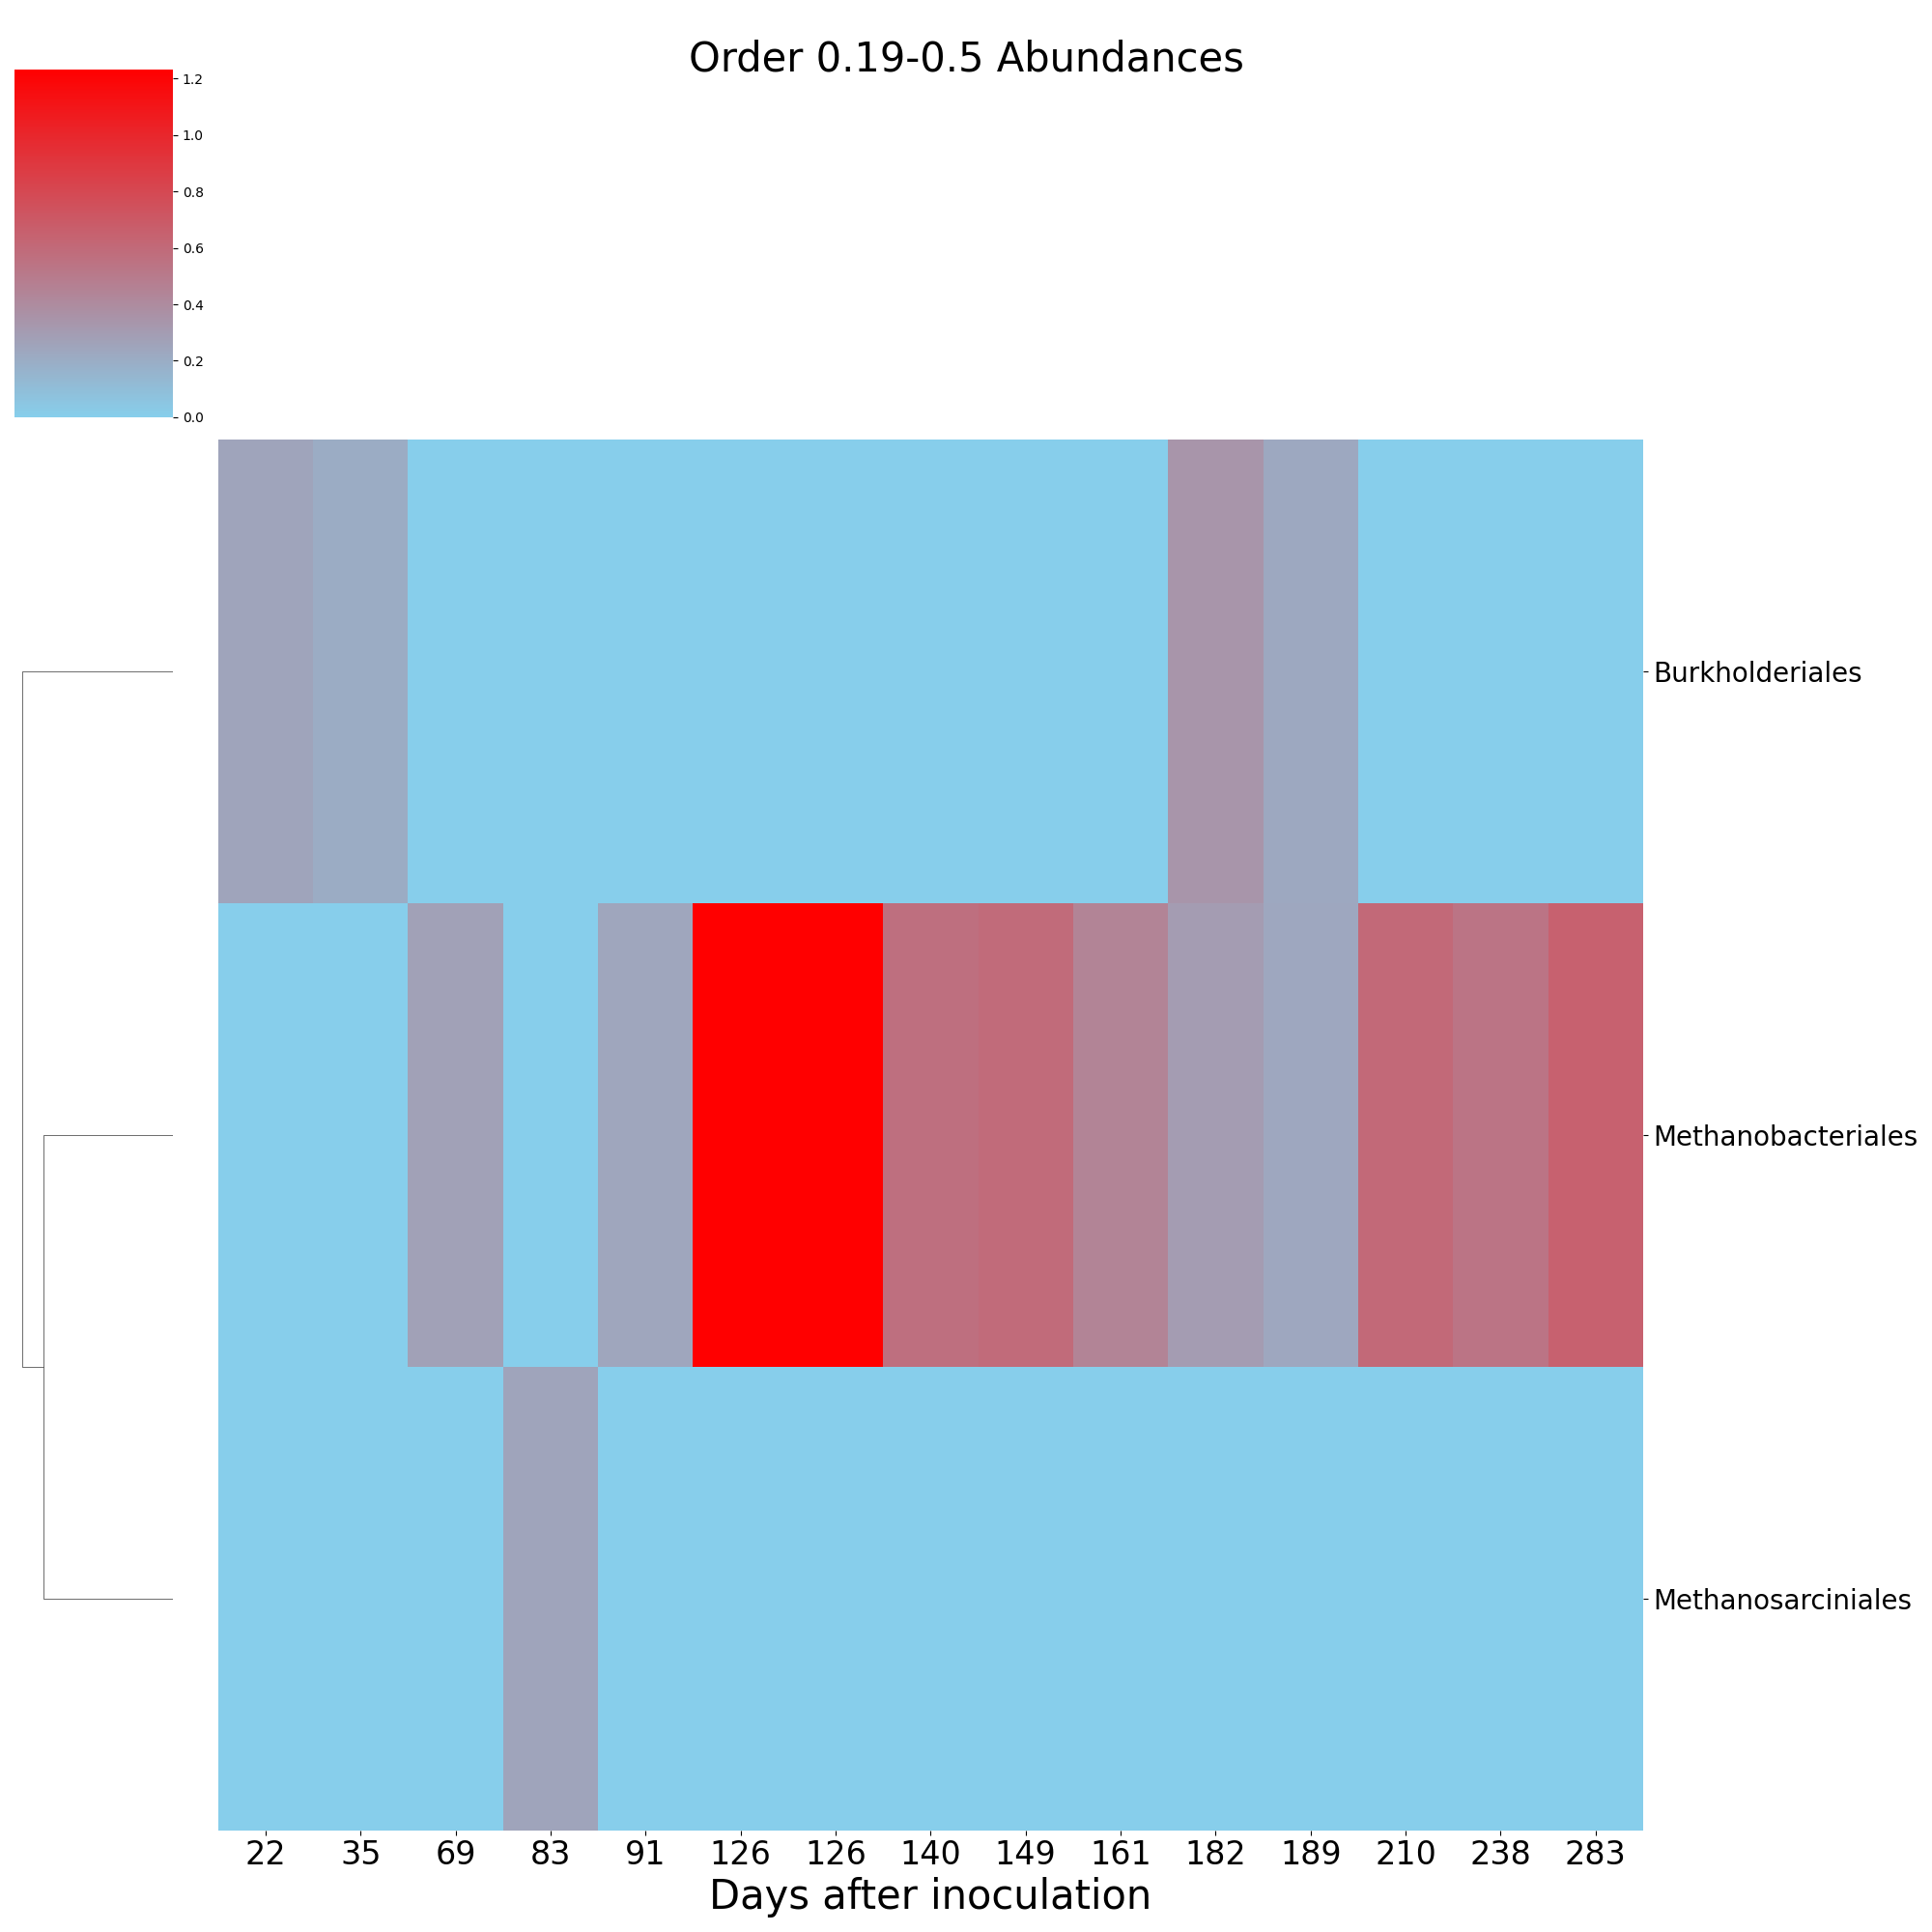 Order 0.19-0.5 Abundances
1.2
1.0
0.8
0.6
0.4
0.2
0.0
Burkholderiales
Methanobacteriales
Methanosarciniales
22 35 69 83 91 126 126 140 149 161 182 189 210 238 283
Days after inoculation